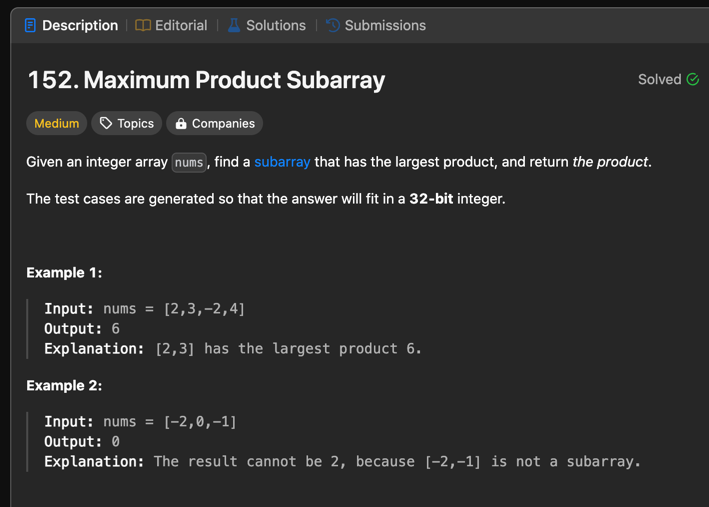 Description
Editorial
Solutions
Submissions
152. Maximum Product Subarray
Solved
Medium
Topics
Companies
Given an integer array nums, find a subarray that has the largest product, and return the product.
The test cases are generated so that the answer will fit in a 32-bit integer.
Example 1:
Input: nums = [2,3,-2,4]
Output: 6
Explanation: [2,3] has the largest product 6.
Example 2:
Input: nums = [-2,0,-1]
Output: 0
Explanation: The result cannot be 2, because [-2,-1] is not a subarray.